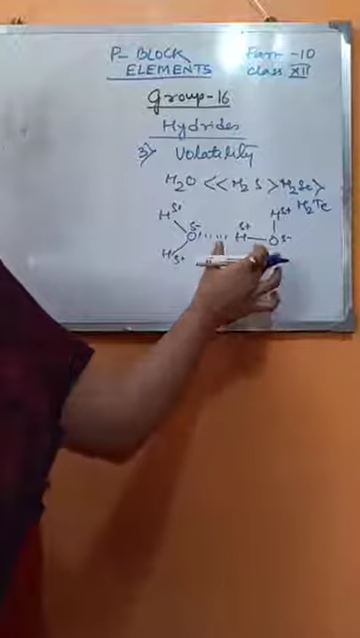 P-BLOCK Part -10
ELEMENTS class XII
Group-16
Hydrides
3> Volatility
H₂O << H₂S > H₂Se >
H₂Te
H δ+ H δ+
δ- δ+
O ...... H — O δ-
H δ+